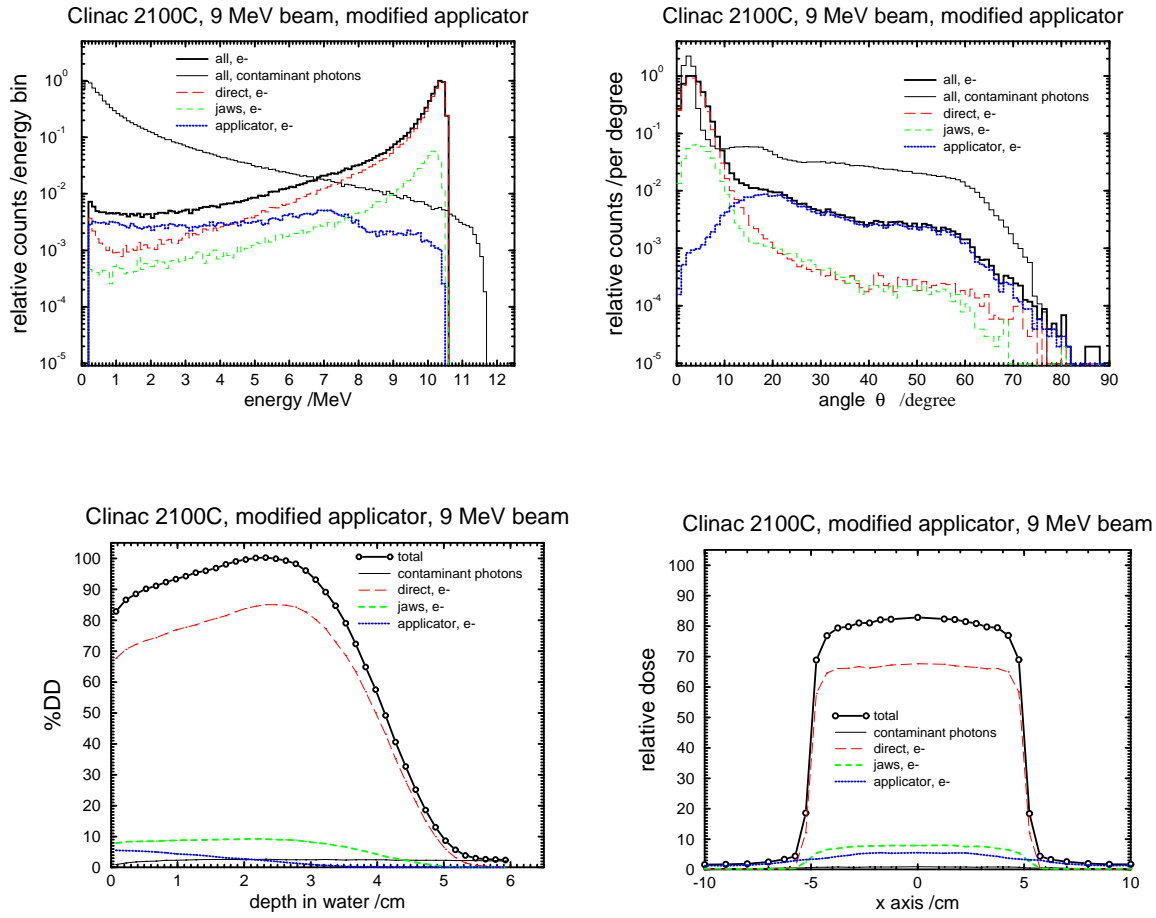 Clinac 2100C, 9 MeV beam, modified applicator
relative counts /energy bin
10^0
10^-1
10^-2
10^-3
10^-4
10^-5
all, e-
all, contaminant photons
direct, e-
jaws, e-
applicator, e-
0 1 2 3 4 5 6 7 8 9 10 11 12
energy /MeV
Clinac 2100C, 9 MeV beam, modified applicator
relative counts /per degree
10^0
10^-1
10^-2
10^-3
10^-4
10^-5
all, e-
all, contaminant photons
direct, e-
jaws, e-
applicator, e-
0 10 20 30 40 50 60 70 80 90
angle θ /degree
Clinac 2100C, modified applicator, 9 MeV beam
%DD
100
90
80
70
60
50
40
30
20
10
0
total
contaminant photons
direct, e-
jaws, e-
applicator, e-
0 1 2 3 4 5 6
depth in water /cm
Clinac 2100C, modified applicator, 9 MeV beam
relative dose
100
90
80
70
60
50
40
30
20
10
0
total
contaminant photons
direct, e-
jaws, e-
applicator, e-
-10 -5 0 5 10
x axis /cm